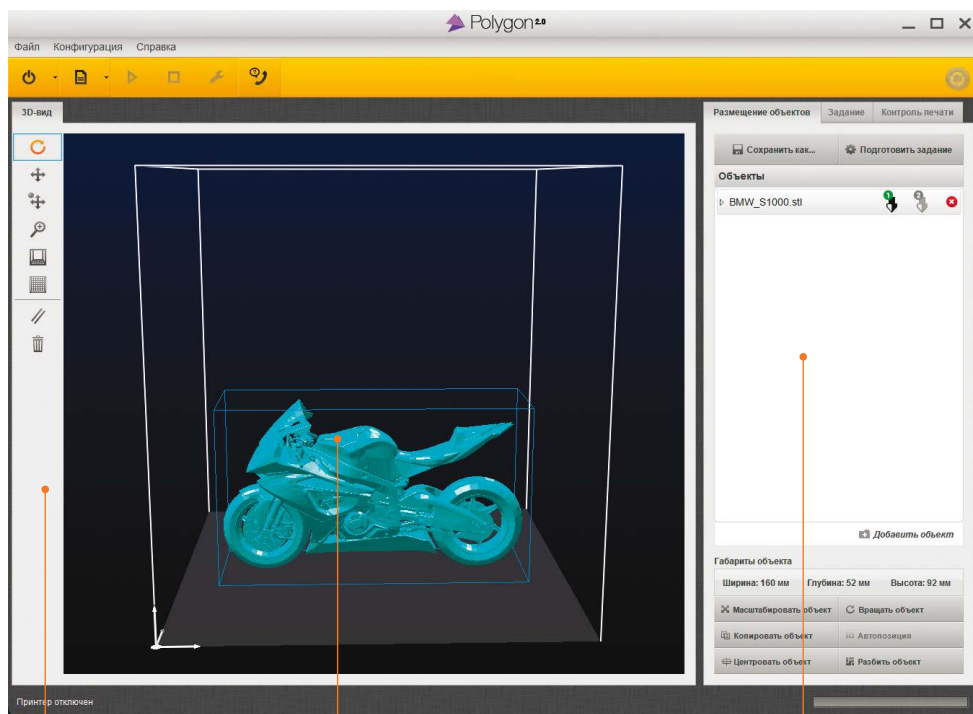 Polygon 2.0
Файл Конфигурация Справка
3D-вид
Размещение объектов Задание Контроль печати
Сохранить как... Подготовить задание
Объекты
BMW_S1000.stl 1 2
Добавить объект
Габариты объекта
Ширина: 160 мм Глубина: 52 мм Высота: 92 мм
Масштабировать объект Вращать объект
Копировать объект Автопозиция
Центровать объект Разбить объект
Принтер отключен